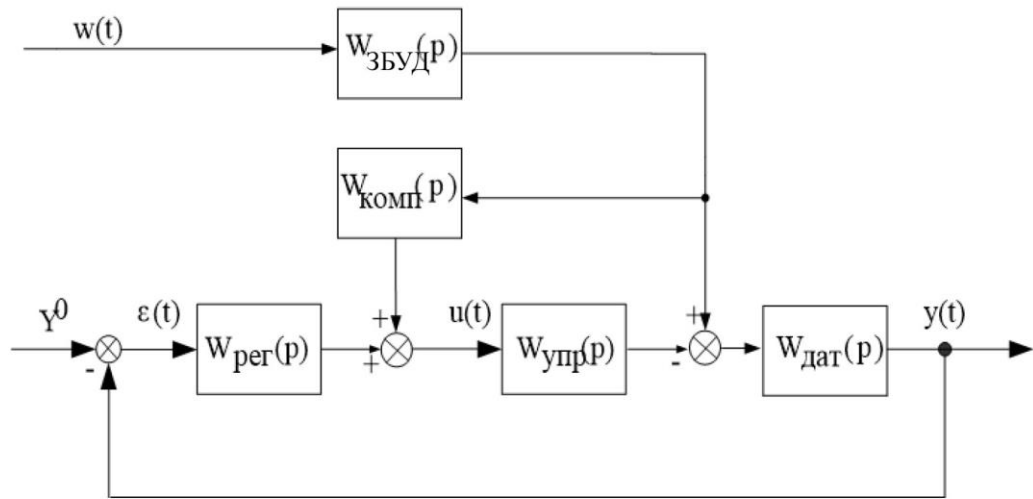 w(t)
WЗБУД(p)
Wкомп(p)
+
+
Y⁰
ε(t)
-
Wрег(p)
+
u(t)
Wупр(p)
-
Wдат(p)
y(t)